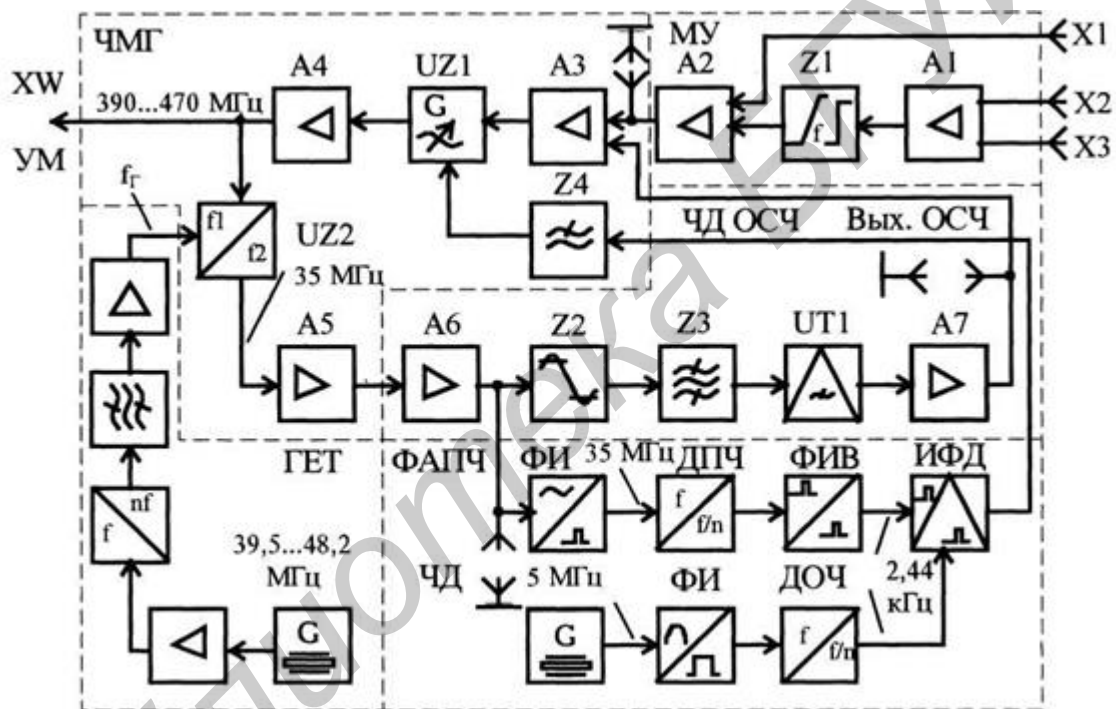 ЧМГ
МУ
X1
A4
UZ1
A3
A2
Z1
A1
XW
390...470 МГц
G
f
X2
УМ
X3
fГ
Z4
f1
f2
UZ2
ЧД ОСЧ
Вых. ОСЧ
35 МГц
A5
A6
Z2
Z3
UT1
A7
ГЕТ
ФАПЧ
ФИ
35 МГц
ДПЧ
ФИВ
ИФД
nf
f
f
f/n
39,5...48,2
МГц
ЧД
5 МГц
ФИ
ДОЧ
2,44
кГц
G
G
f
f/n